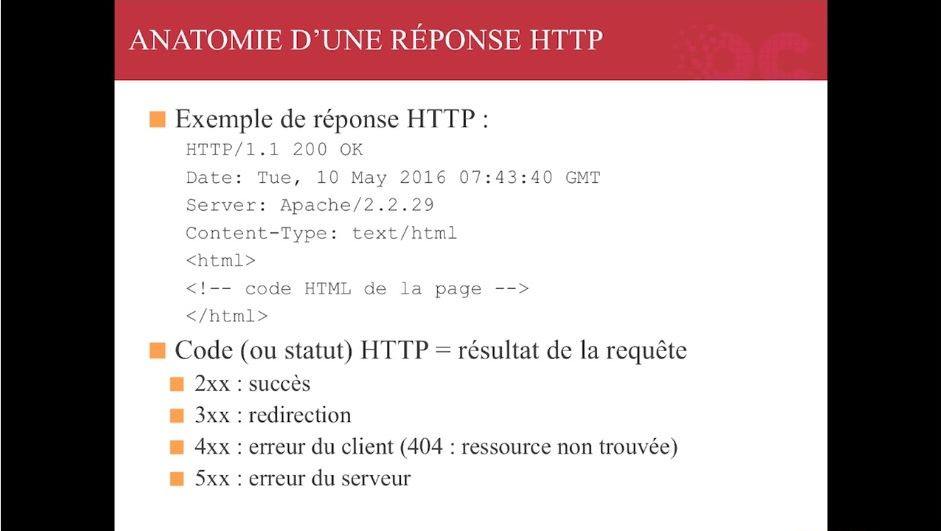 ANATOMIE D'UNE RÉPONSE HTTP
Exemple de réponse HTTP :
HTTP/1.1 200 OK
Date: Tue, 10 May 2016 07:43:40 GMT
Server: Apache/2.2.29
Content-Type: text/html
<html>
<!-- code HTML de la page -->
</html>
Code (ou statut) HTTP = résultat de la requête
2xx : succès
3xx : redirection
4xx : erreur du client (404 : ressource non trouvée)
5xx : erreur du serveur